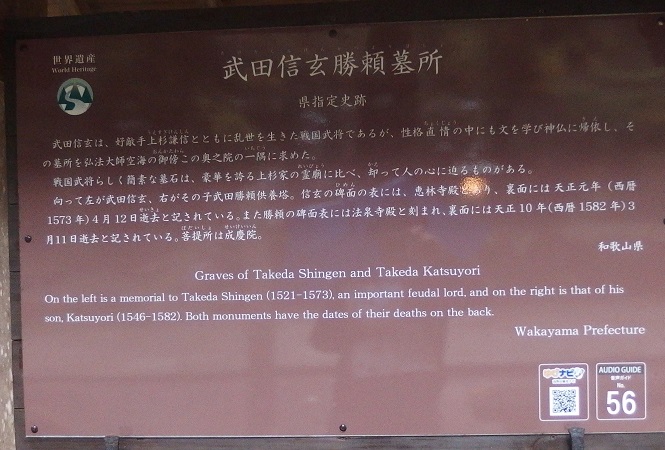 世界遺産
World Heritage
武田信玄勝頼墓所
県指定史跡
武田信玄は、好敵手上杉謙信とともに乱世を生きた戦国武将であるが、性格直情の中にも文を学び神仏に帰依し、そ
の墓所を弘法大師空海の御傍この奥之院の一隅に求めた。
戦国武将らしく簡素な墓石は、豪華を誇る上杉家の霊廟に比べ、却って人の心に迫るものがある。
向って左が武田信玄、右がその子武田勝頼供養塔。信玄の碑面の表には、恵林寺殿とあり、裏面には天正元年(西暦
1573年)4月12日逝去と記されている。また勝頼の碑面表には法泉寺殿と刻まれ、裏面には天正10年(西暦1582年)3
月11日逝去と記されている。菩提所は成慶院。
和歌山県
Graves of Takeda Shingen and Takeda Katsuyori
On the left is a memorial to Takeda Shingen (1521-1573), an important feudal lord, and on the right is that of his
son, Katsuyori (1546-1582). Both monuments have the dates of their deaths on the back.
Wakayama Prefecture
AUDIO GUIDE
音声ガイド
No.
56